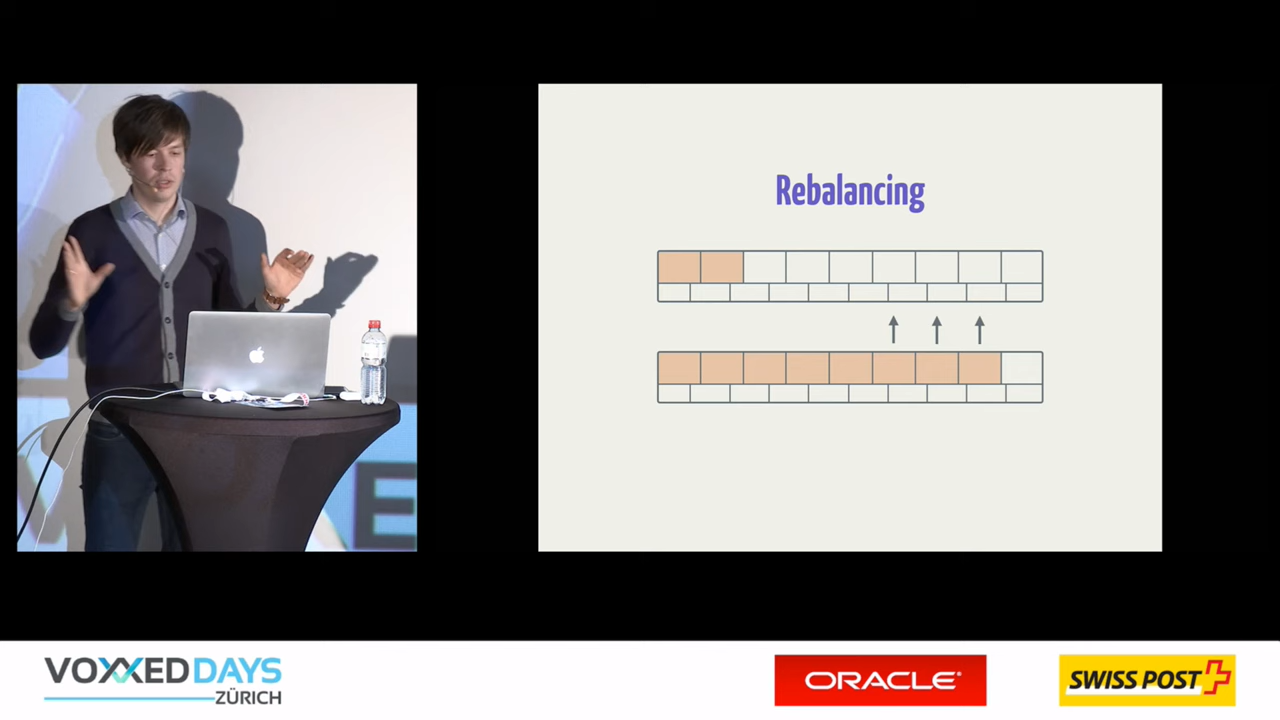 Rebalancing
E
VOXXED DAYS
ZÜRICH
ORACLE®
SWISS POST